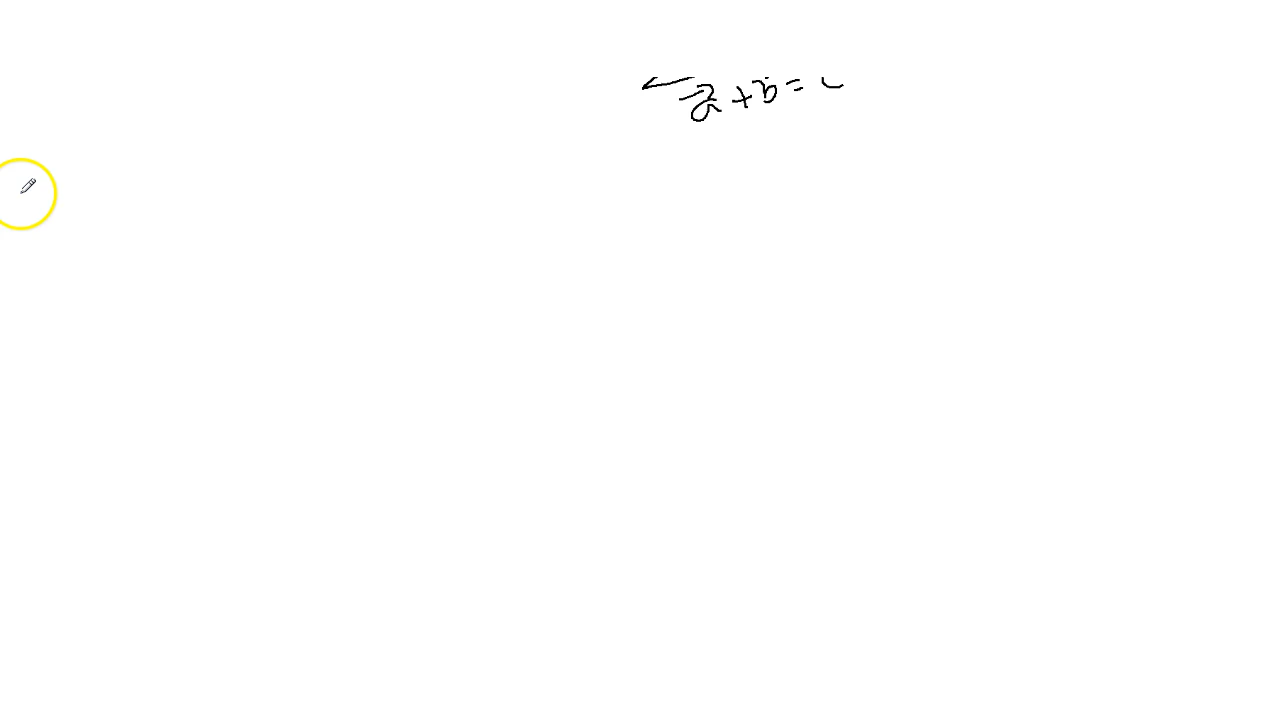 a + b = c